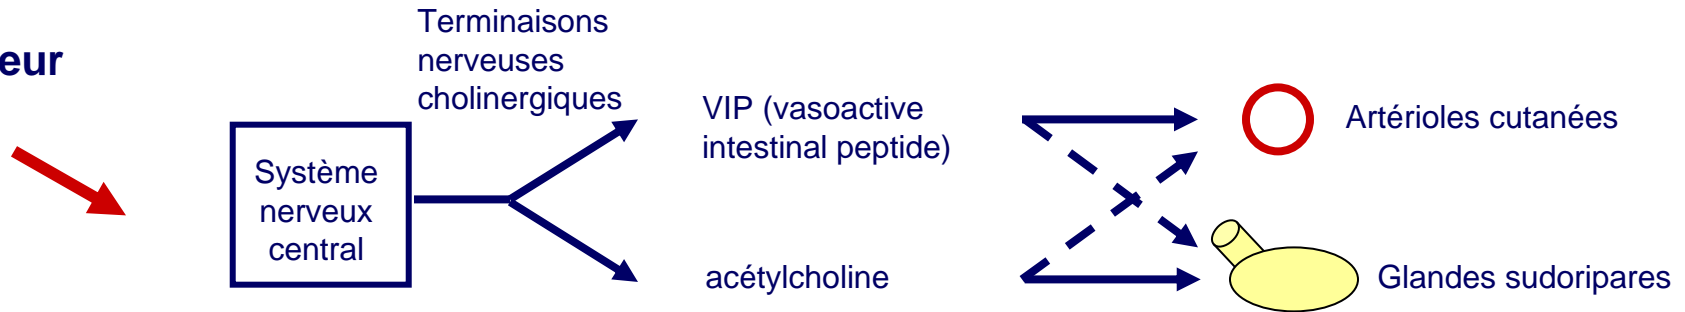 eur
Terminaisons
nerveuses
cholinergiques
Système
nerveux
central
VIP (vasoactive
intestinal peptide)
acétylcholine
Artérioles cutanées
Glandes sudoripares